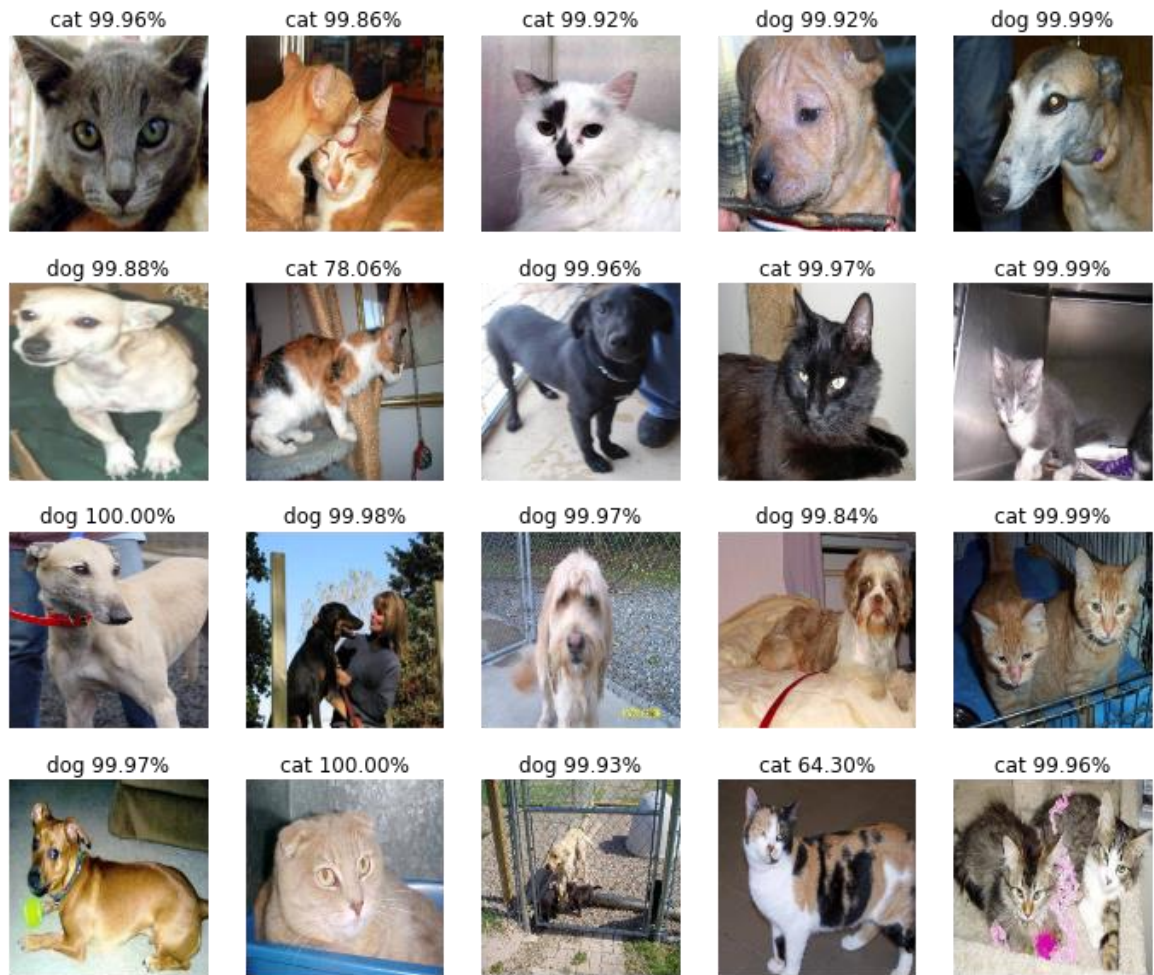 cat 99.96% cat 99.86% cat 99.92% dog 99.92% dog 99.99%
dog 99.88% cat 78.06% dog 99.96% cat 99.97% cat 99.99%
dog 100.00% dog 99.98% dog 99.97% dog 99.84% cat 99.99%
dog 99.97% cat 100.00% dog 99.93% cat 64.30% cat 99.96%